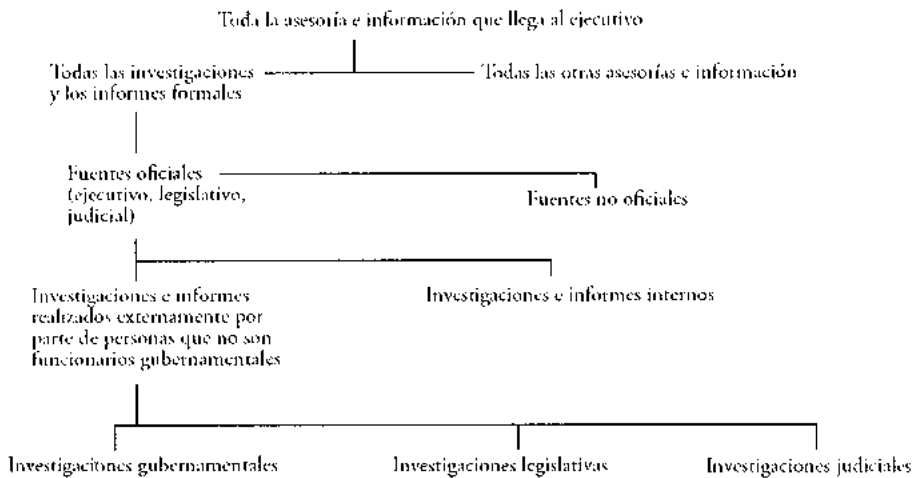 Toda la asesoría e información que llega al ejecutivo
Todas las investigaciones
y los informes formales
Todas las otras asesorías e información
Fuentes oficiales
(ejecutivo, legislativo,
judicial)
Fuentes no oficiales
Investigaciones e informes
realizados externamente por
parte de personas que no son
funcionarios gubernamentales
Investigaciones e informes internos
Investigaciones gubernamentales
Investigaciones legislativas
Investigaciones judiciales